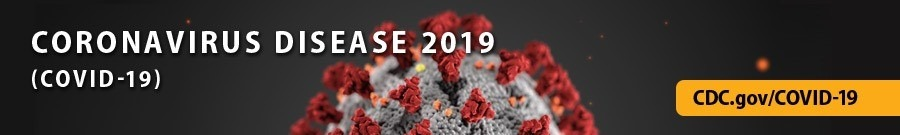 CORONAVIRUS DISEASE 2019
(COVID-19)
CDC.gov/COVID-19